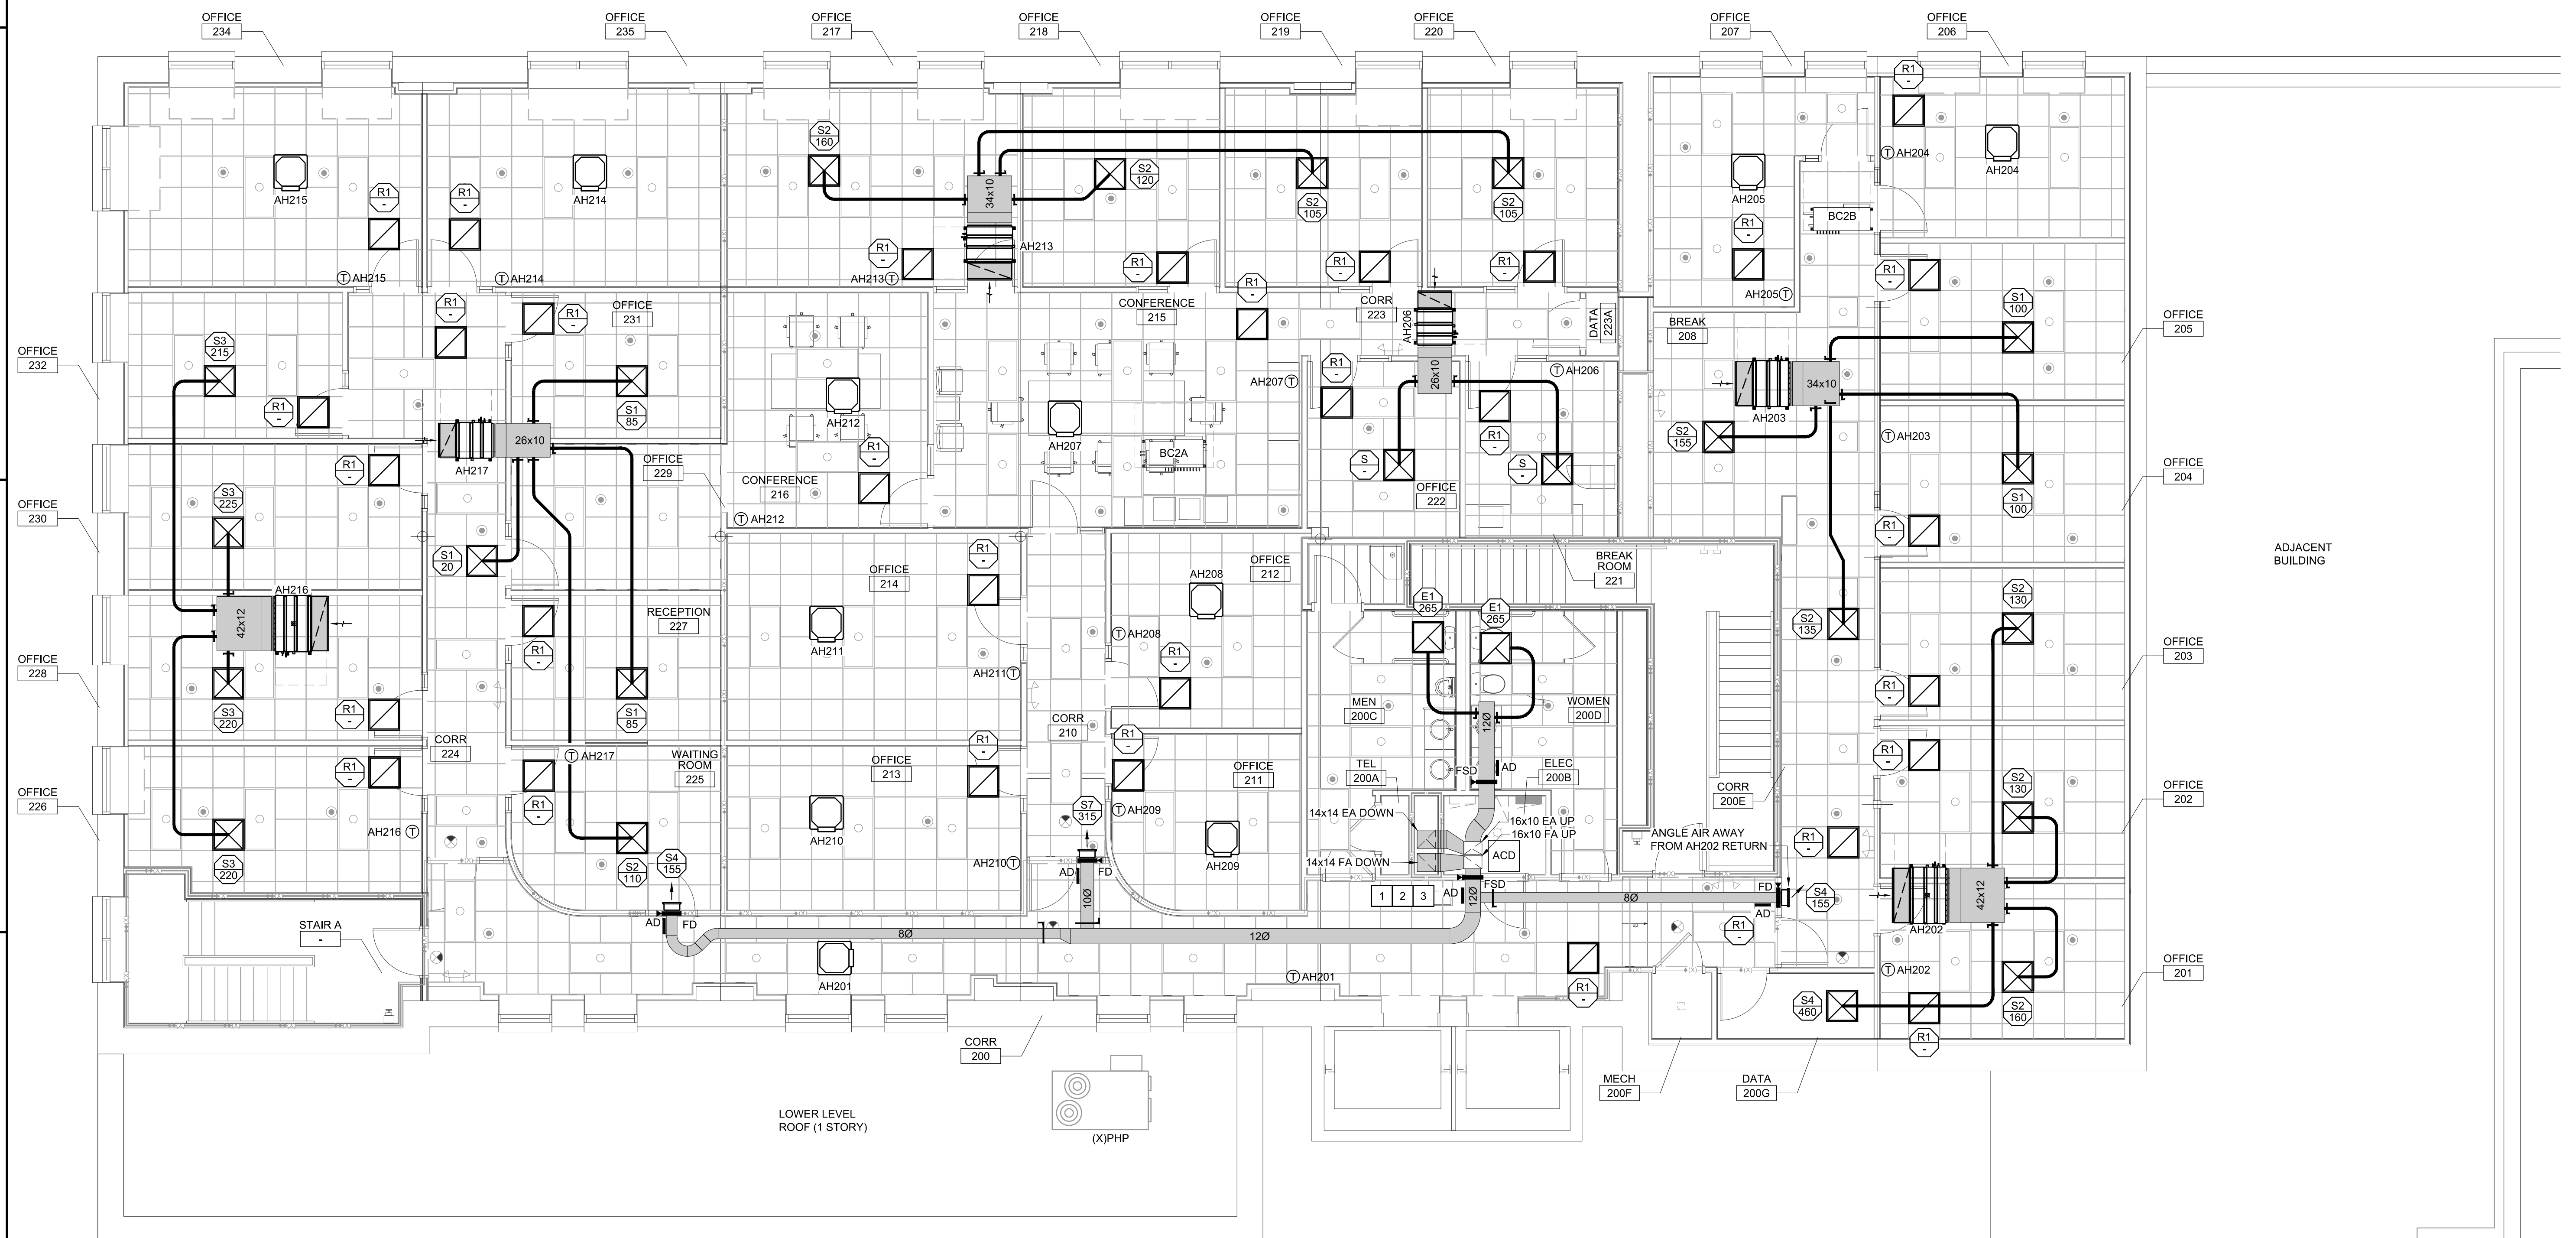 OFFICE
234
OFFICE
235
OFFICE
217
OFFICE
218
OFFICE
219
OFFICE
220
OFFICE
207
OFFICE
206
R1
-
S2
160
S2
120
S2
105
S2
105
34x10
AH215
AH214
AH213
AH205
AH204
T AH204
BC2B
R1
-
R1
-
R1
-
R1
-
R1
-
R1
-
R1
-
T AH215
T AH214
AH213 T
AH205 T
R1
-
R1
-
OFFICE
231
CONFERENCE
215
R1
-
CORR
223
AH206
26x10
DATA
223A
BREAK
208
R1
-
S1
100
OFFICE
205
OFFICE
232
S3
215
R1
-
S1
85
26x10
AH217
AH212
R1
-
AH207
BC2A
AH207 T
R1
-
T AH206
R1
-
S
-
S
-
34x10
AH203
S2
155
T AH203
S1
100
OFFICE
204
OFFICE
229
CONFERENCE
216
T AH212
OFFICE
222
R1
-
S3
225
R1
-
OFFICE
230
S1
20
R1
-
OFFICE
214
OFFICE
212
AH208
BREAK
ROOM
221
ADJACENT
BUILDING
AH216
42x12
RECEPTION
227
AH211
T AH208
E1
265
E1
265
S2
135
S2
130
R1
-
R1
-
AH211 T
OFFICE
203
R1
-
OFFICE
228
S3
220
R1
-
S1
85
CORR
210
MEN
200C
WOMEN
200D
12Ø
CORR
224
T AH217
WAITING
ROOM
225
R1
-
R1
-
R1
-
OFFICE
213
OFFICE
211
TEL
200A
FSD
AD
ELEC
200B
R1
-
CORR
200E
S2
130
OFFICE
202
OFFICE
226
R1
-
AH216 T
R1
-
AH210
S7
315
T AH209
14x14 EA DOWN
16x10 EA UP
16x10 FA UP
ACD
ANGLE AIR AWAY
FROM AH202 RETURN
R1
-
S3
220
S2
110
S4
155
AH210 T
AD
FD
AH209
14x14 FA DOWN
1 2 3
AD
FSD
FD
S4
155
10Ø
12Ø
8Ø
42x12
AH202
STAIR A
-
AD
FD
8Ø
12Ø
R1
-
AH201
T AH201
R1
-
T AH202
OFFICE
201
S4
460
S2
160
R1
-
CORR
200
MECH
200F
DATA
200G
LOWER LEVEL
ROOF (1 STORY)
(X)PHP